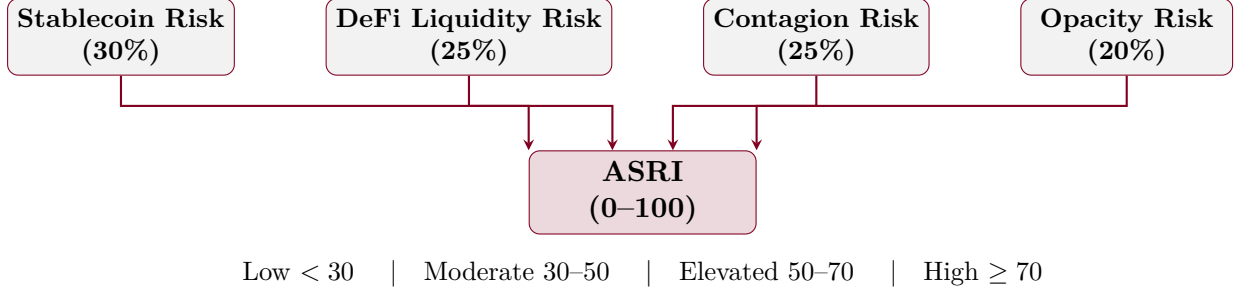 Stablecoin Risk
(30%)
DeFi Liquidity Risk
(25%)
Contagion Risk
(25%)
Opacity Risk
(20%)
ASRI
(0–100)
Low < 30 | Moderate 30–50 | Elevated 50–70 | High ≥ 70